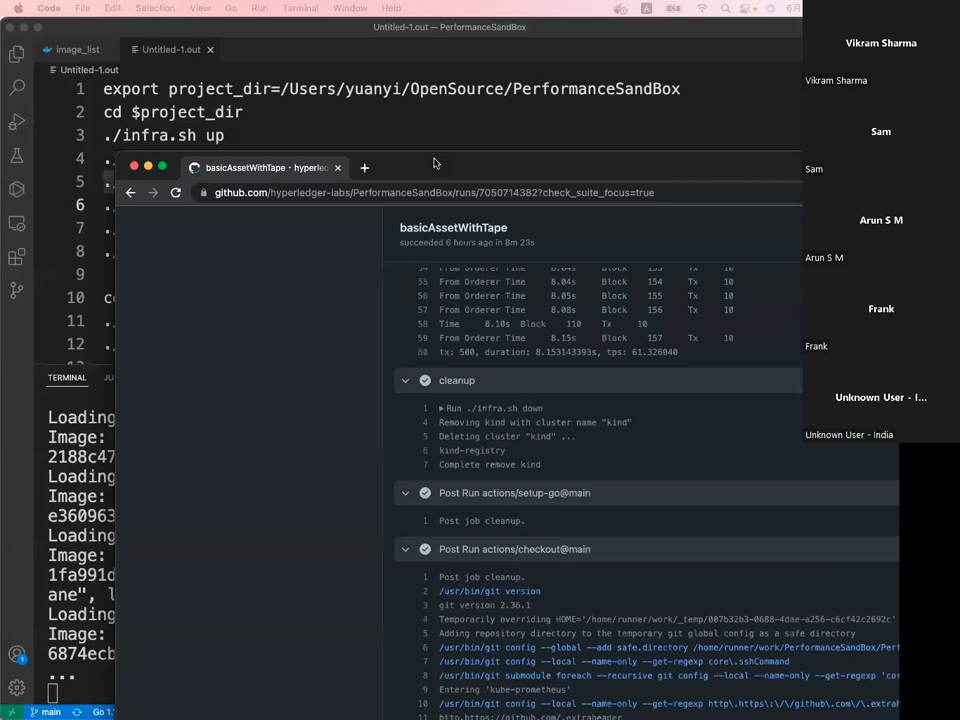 Code File Edit Selection View Go Run Terminal Window Help A 6月
Untitled-1.out — PerformanceSandBox
image_list Untitled-1.out
Untitled-1.out
1 export project_dir=/Users/yuanyi/OpenSource/PerformanceSandBox
2 cd $project_dir
3 ./infra.sh up
4
5
6
7
8
9
10
11
12
basicAssetWithTape · hyperled
github.com/hyperledger-labs/PerformanceSandBox/runs/7050714382?check_suite_focus=true
basicAssetWithTape
succeeded 6 hours ago in 8m 23s
55 From Orderer Time 8.04s Block 154 Tx 10
56 From Orderer Time 8.05s Block 155 Tx 10
57 From Orderer Time 8.08s Block 156 Tx 10
58 Time 8.10s Block 110 Tx 10
59 From Orderer Time 8.15s Block 157 Tx 10
60 tx: 500, duration: 8.153143393s, tps: 61.326040
cleanup
1 Run ./infra.sh down
4 Removing kind with cluster name "kind"
5 Deleting cluster "kind" ...
6 kind-registry
7 Complete remove kind
Post Run actions/setup-go@main
1 Post job cleanup.
Post Run actions/checkout@main
1 Post job cleanup.
2 /usr/bin/git version
3 git version 2.36.1
4 Temporarily overriding HOME='/home/runner/work/_temp/007b32b3-0688-4dae-a256-c6cf42c2692c'
5 Adding repository directory to the temporary git global config as a safe directory
6 /usr/bin/git config --global --add safe.directory /home/runner/work/PerformanceSandBox/Perf
7 /usr/bin/git config --local --name-only --get-regexp core\.sshCommand
8 /usr/bin/git submodule foreach --recursive git config --local --name-only --get-regexp 'cor
9 Entering 'kube-prometheus'
10 /usr/bin/git config --local --name-only --get-regexp http\.https\:\/\/github\.com\/\.extrah
11 http.https://github.com/.extraheader
TERMINAL
Loading
Image:
2188c47
Loading
Image:
e360963
Loading
Image:
1fa991d
ane", l
Loading
Image:
6874ecb
...
main Go 1.
Vikram Sharma
Vikram Sharma
Sam
Sam
Arun S M
Arun S M
Frank
Frank
Unknown User - I...
Unknown User - India